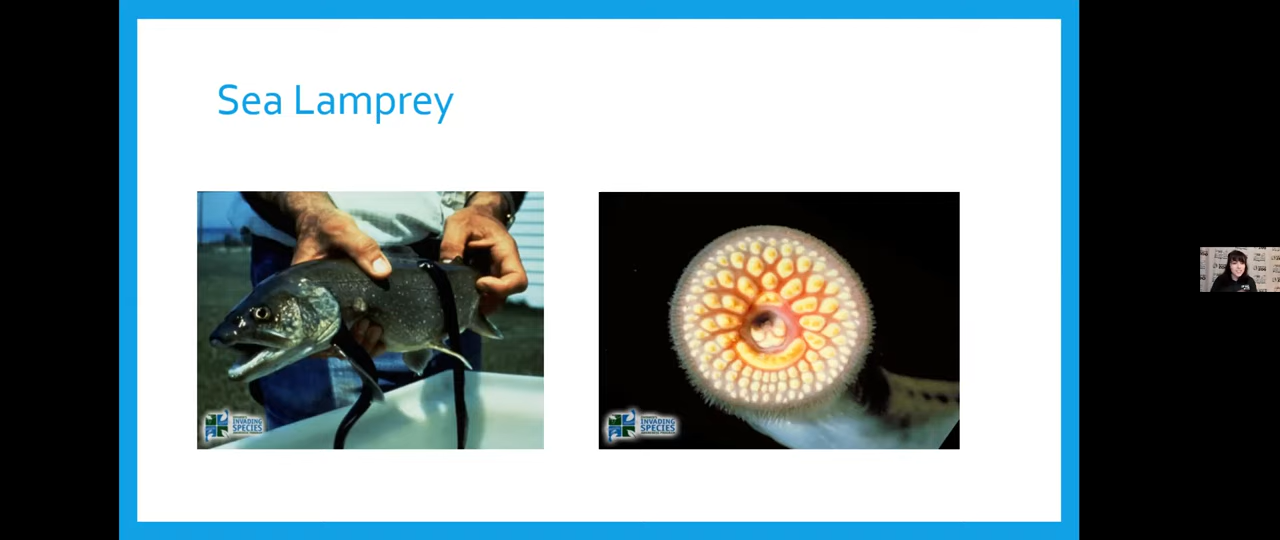 Sea Lamprey
INVADING
SPECIES
INVADING
SPECIES